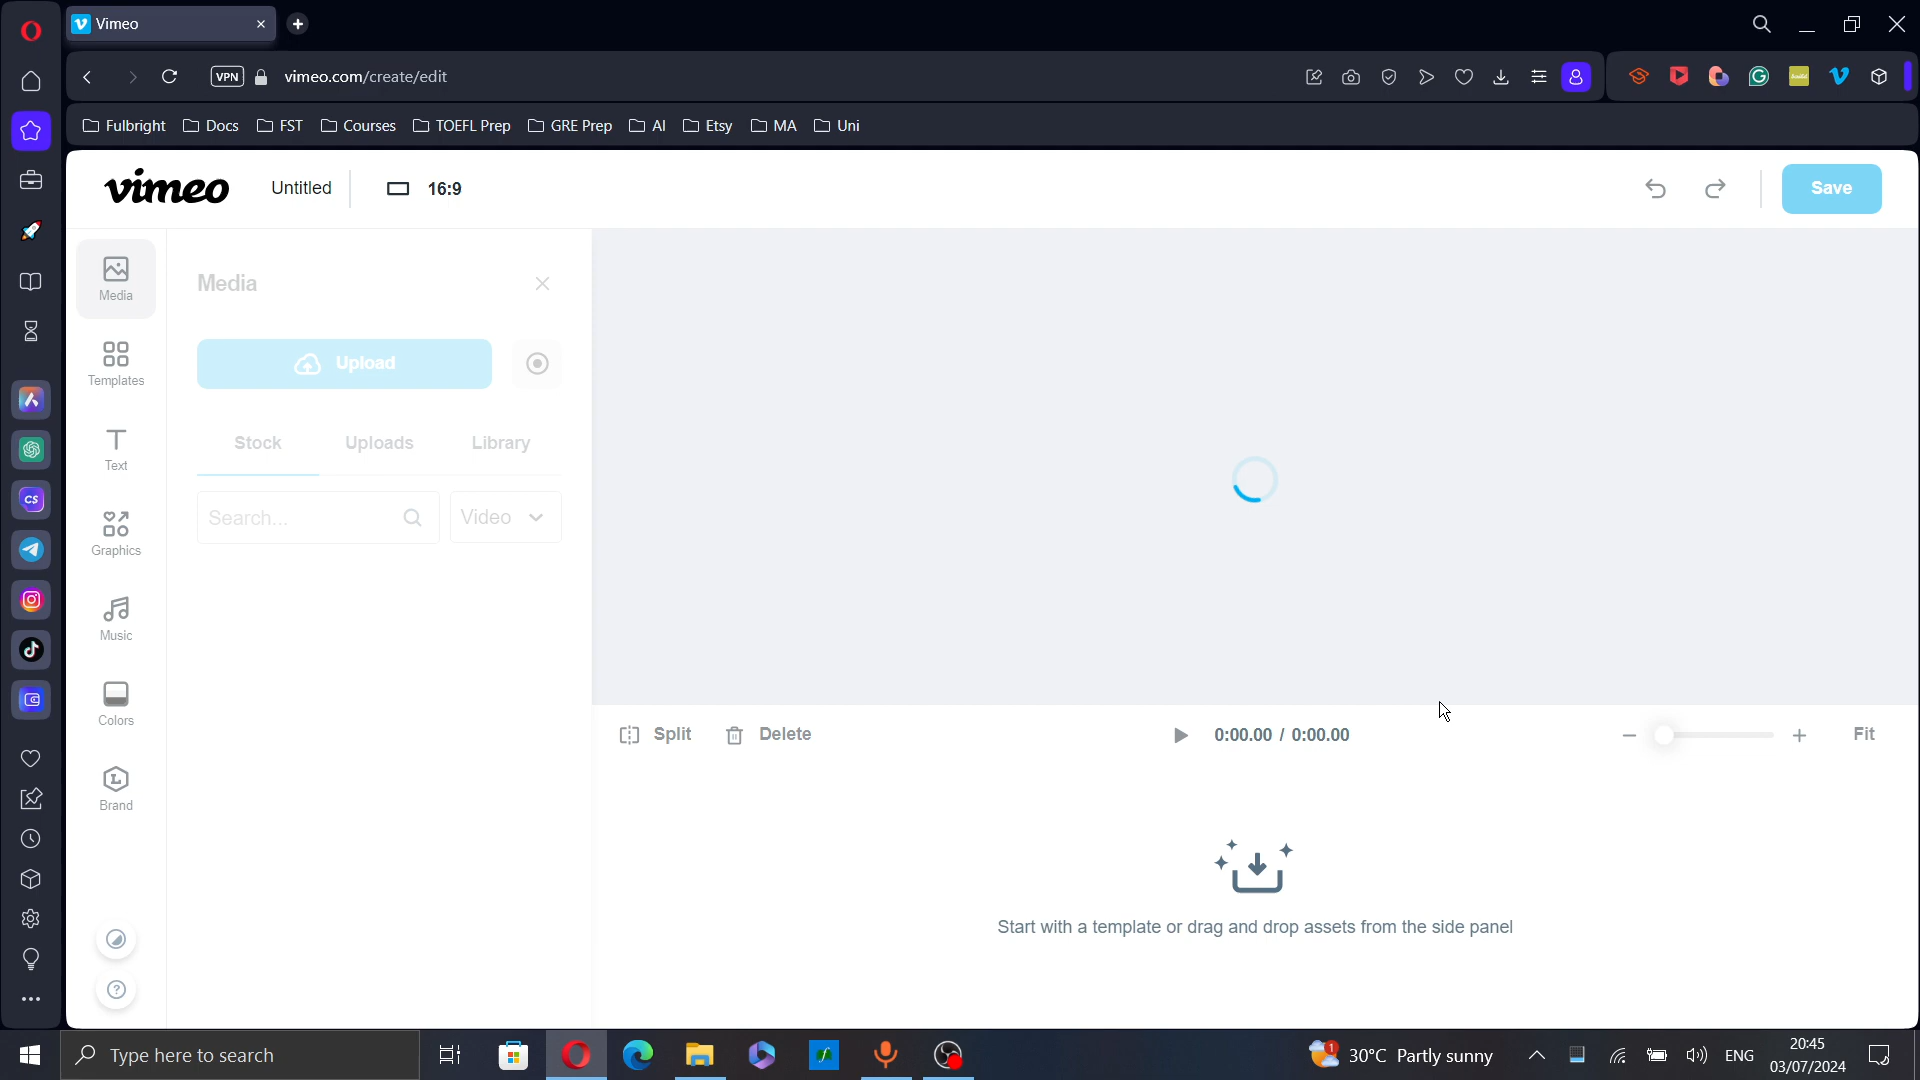 Vimeo
VPN vimeo.com/create/edit
Fulbright Docs FST Courses TOEFL Prep GRE Prep AI Etsy MA Uni
vimeo Untitled 16:9 Save
Media
Media
Upload
Templates
Stock Uploads Library
Text
Search... Video
Graphics
Music
Colors
Split Delete 0:00.00 / 0:00.00 Fit
Brand
Start with a template or drag and drop assets from the side panel
Type here to search 30°C Partly sunny ENG 20:45
03/07/2024